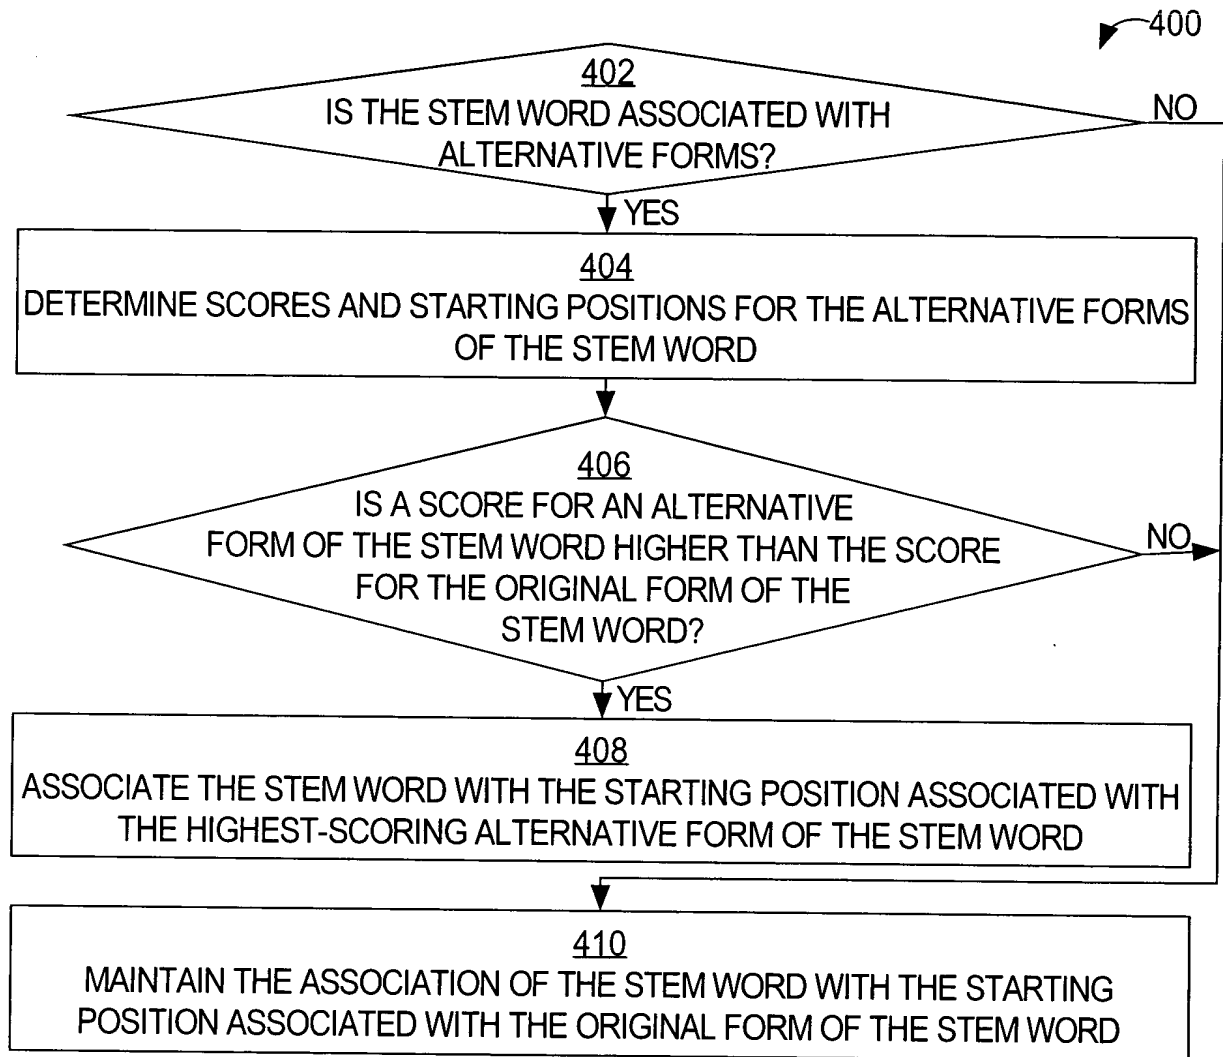 400
402
IS THE STEM WORD ASSOCIATED WITH
ALTERNATIVE FORMS?
NO
YES
404
DETERMINE SCORES AND STARTING POSITIONS FOR THE ALTERNATIVE FORMS
OF THE STEM WORD
406
IS A SCORE FOR AN ALTERNATIVE
FORM OF THE STEM WORD HIGHER THAN THE SCORE
FOR THE ORIGINAL FORM OF THE
STEM WORD?
NO
YES
408
ASSOCIATE THE STEM WORD WITH THE STARTING POSITION ASSOCIATED WITH
THE HIGHEST-SCORING ALTERNATIVE FORM OF THE STEM WORD
410
MAINTAIN THE ASSOCIATION OF THE STEM WORD WITH THE STARTING
POSITION ASSOCIATED WITH THE ORIGINAL FORM OF THE STEM WORD